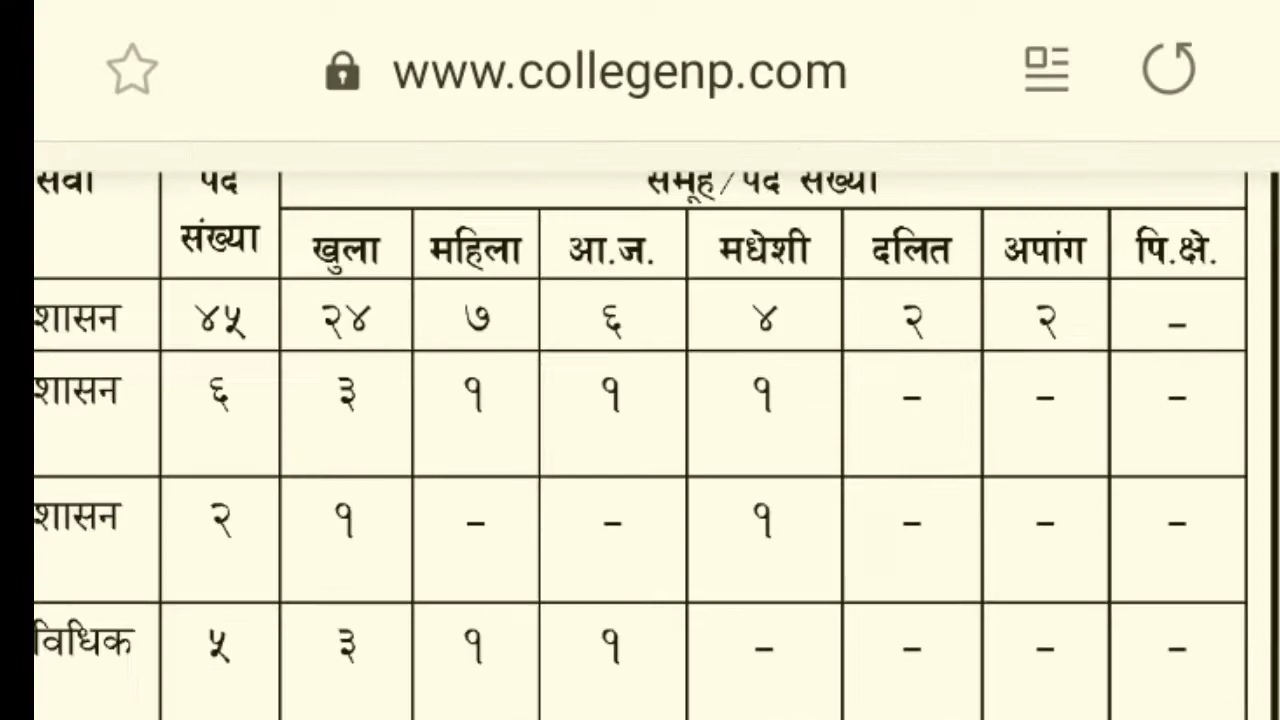 www.collegenp.com
सेवा पद समूह/पद संख्या
संख्या खुला महिला आ.ज. मधेशी दलित अपांग पि.क्षे.
शासन ४५ २४ ७ ६ ४ २ २ -
शासन ६ ३ १ १ १ - - -
शासन २ १ - - १ - - -
विधिक ५ ३ १ १ - - - -